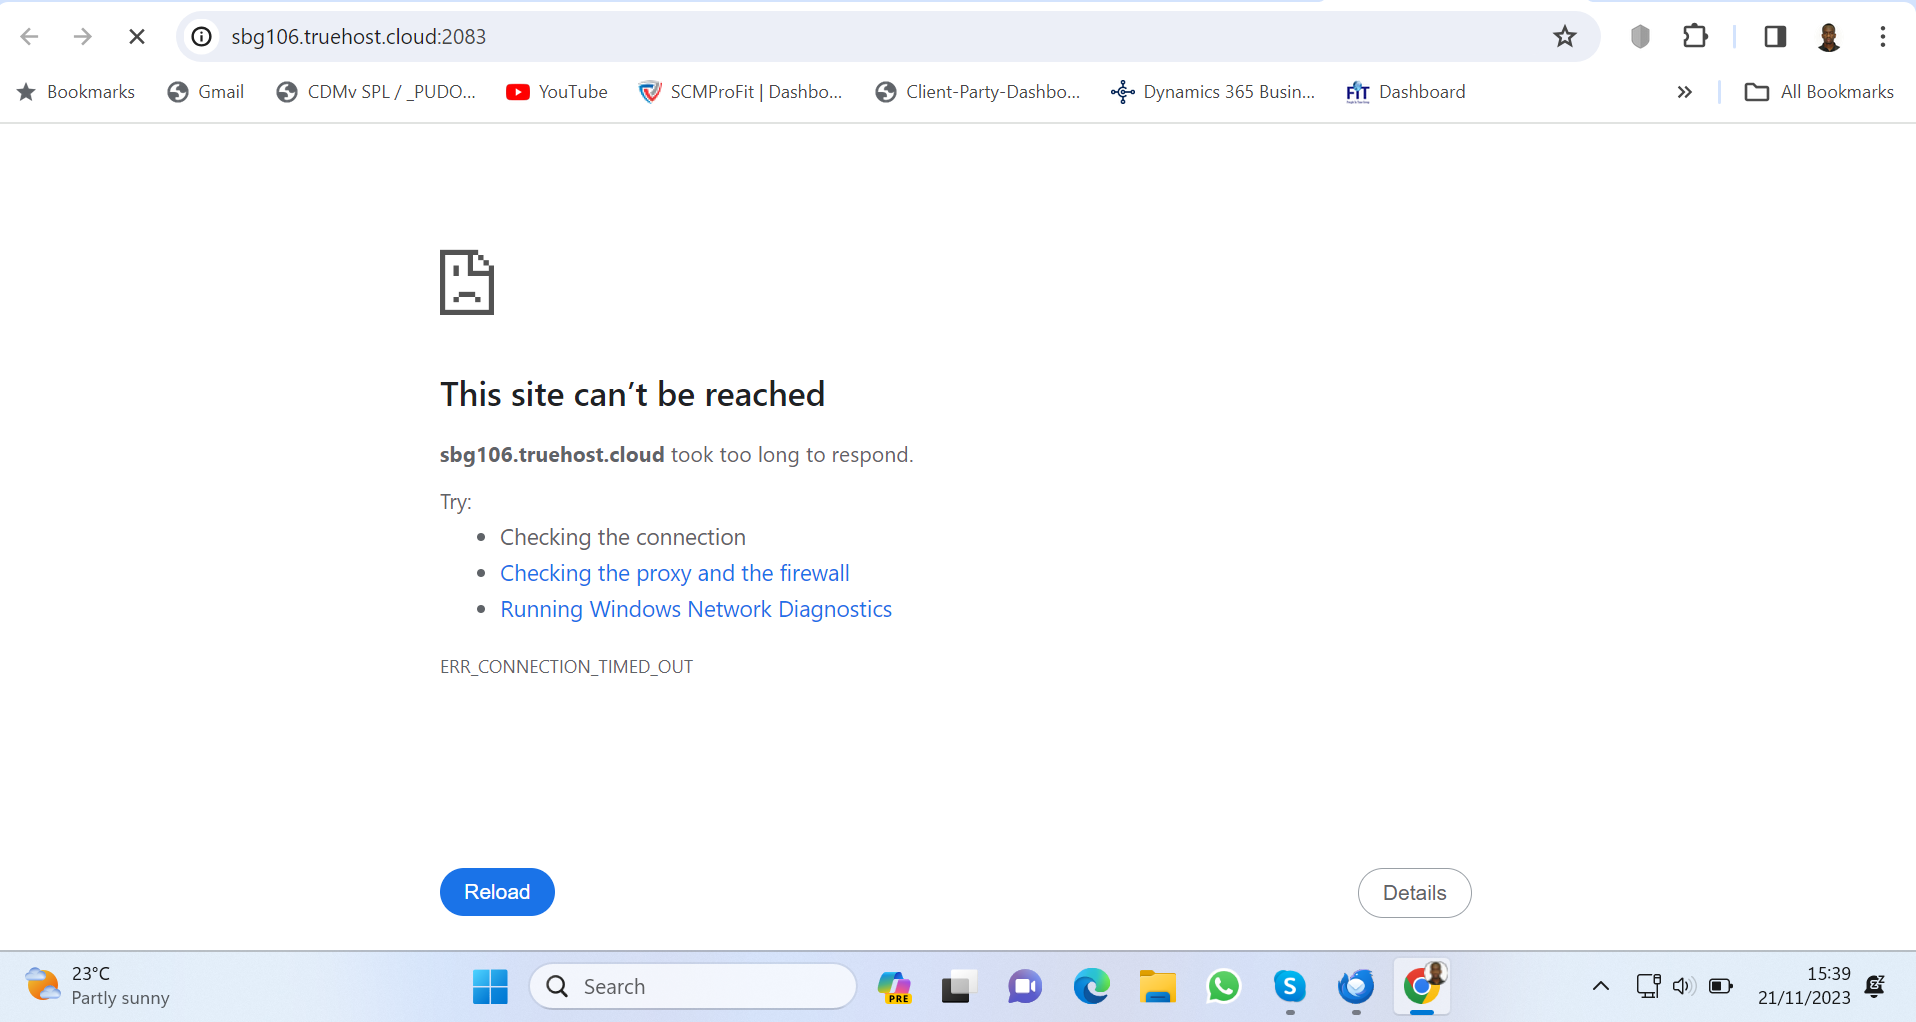 sbg106.truehost.cloud:2083
Bookmarks
Gmail
CDMv SPL / _PUDO...
YouTube
SCMProFit | Dashbo...
Client-Party-Dashbo...
Dynamics 365 Busin...
FiT Dashboard
All Bookmarks
This site can’t be reached
sbg106.truehost.cloud took too long to respond.
Try:
Checking the connection
Checking the proxy and the firewall
Running Windows Network Diagnostics
ERR_CONNECTION_TIMED_OUT
Reload
Details
23°C
Partly sunny
Search
PRE
15:39
21/11/2023